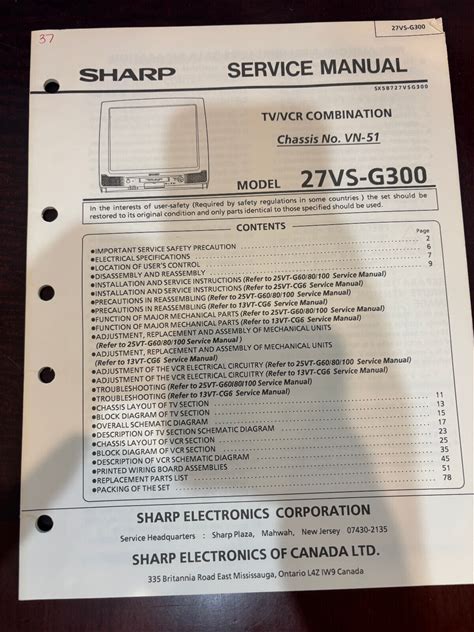 27VS-G300
37
SHARP SERVICE MANUAL
SX5B727VSG300
TV/VCR COMBINATION
Chassis No. VN-51
MODEL 27VS-G300
In the interests of user-safety (Required by safety regulations in some countries) the set should be
restored to its original condition and only parts identical to those specified should be used.
CONTENTS
Page
●IMPORTANT SERVICE SAFETY PRECAUTION 2
●ELECTRICAL SPECIFICATIONS 6
●LOCATION OF USER'S CONTROL 7
●DISASSEMBLY AND REASSEMBLY 9
●INSTALLATION AND SERVICE INSTRUCTIONS (Refer to 25VT-G60/80/100 Service Manual)
●INSTALLATION AND SERVICE INSTRUCTIONS (Refer to 13VT-CG6 Service Manual)
●PRECAUTIONS IN REASSEMBLING (Refer to 25VT-G60/80/100 Service Manual)
●PRECAUTIONS IN REASSEMBLING (Refer to 13VT-CG6 Service Manual)
●FUNCTION OF MAJOR MECHANICAL PARTS (Refer to 25VT-G60/80/100 Service Manual)
●FUNCTION OF MAJOR MECHANICAL PARTS (Refer to 13VT-CG6 Service Manual)
●ADJUSTMENT, REPLACEMENT AND ASSEMBLY OF MECHANICAL UNITS
(Refer to 25VT-G60/80/100 Service Manual)
●ADJUSTMENT, REPLACEMENT AND ASSEMBLY OF MECHANICAL UNITS
(Refer to 13VT-CG6 Service Manual)
●ADJUSTMENT OF THE VCR ELECTRICAL CIRCUITRY (Refer to 25VT-G60/80/100 Service Manual)
●ADJUSTMENT OF THE VCR ELECTRICAL CIRCUITRY (Refer to 13VT-CG6 Service Manual)
●TROUBLESHOOTING (Refer to 25VT-G60/80/100 Service Manual)
●TROUBLESHOOTING (Refer to 13VT-CG6 Service Manual)
●CHASSIS LAYOUT OF TV SECTION 11
●BLOCK DIAGRAM OF TV SECTION 13
●OVERALL SCHEMATIC DIAGRAM 15
●DESCRIPTION OF TV SECTION SCHEMATIC DIAGRAM 17
●CHASSIS LAYOUT OF VCR SECTION 23
●BLOCK DIAGRAM OF VCR SECTION 25
●DESCRIPTION OF VCR SCHEMATIC DIAGRAM 35
●PRINTED WIRING BOARD ASSEMBLIES 45
●REPLACEMENT PARTS LIST 51
●PACKING OF THE SET 78
SHARP ELECTRONICS CORPORATION
Service Headquarters : Sharp Plaza, Mahwah, New Jersey 07430-2135
SHARP ELECTRONICS OF CANADA LTD.
335 Britannia Road East Mississauga, Ontario L4Z IW9 Canada